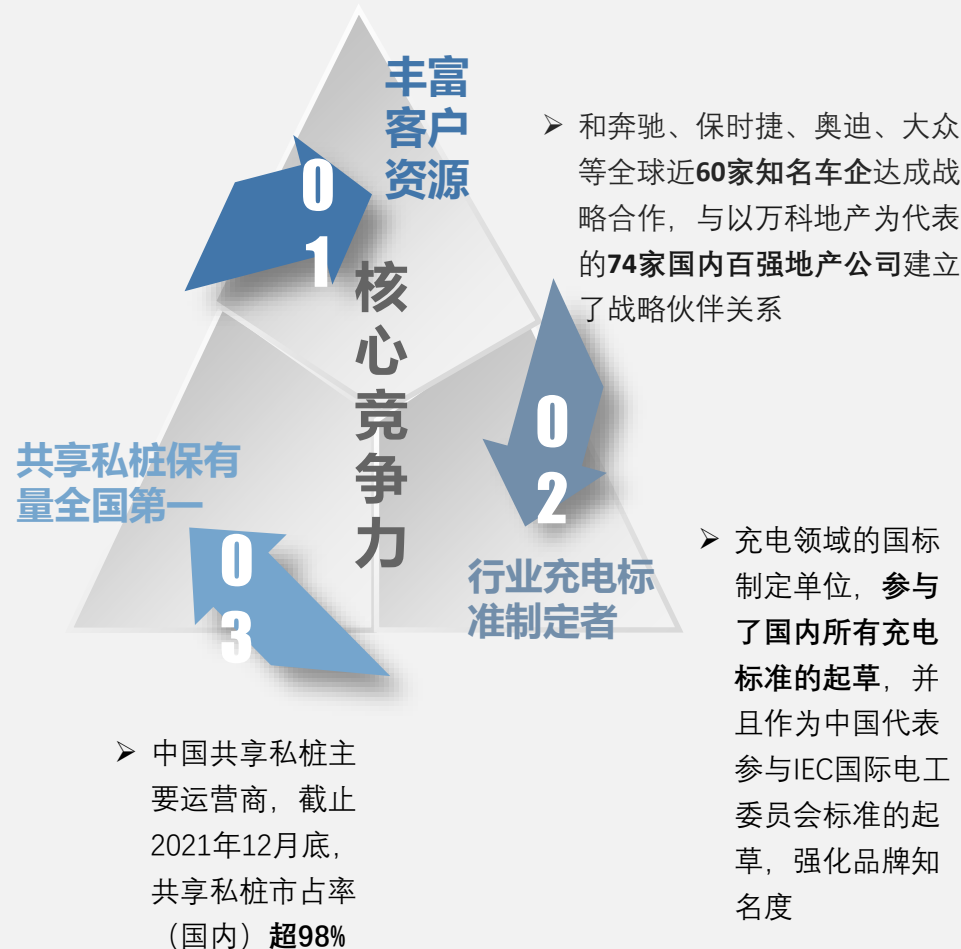 丰富
客户
资源
01
➢ 和奔驰、保时捷、奥迪、大众
等全球近60家知名车企达成战
略合作，与以万科地产为代表
的74家国内百强地产公司建立
了战略伙伴关系
核心竞争力
02
行业充电标
准制定者
➢ 充电领域的国标
制定单位，参与
了国内所有充电
标准的起草，并
且作为中国代表
参与IEC国际电工
委员会标准的起
草，强化品牌知
名度
共享私桩保有
量全国第一
03
➢ 中国共享私桩主
要运营商，截止
2021年12月底，
共享私桩市占率
（国内）超98%